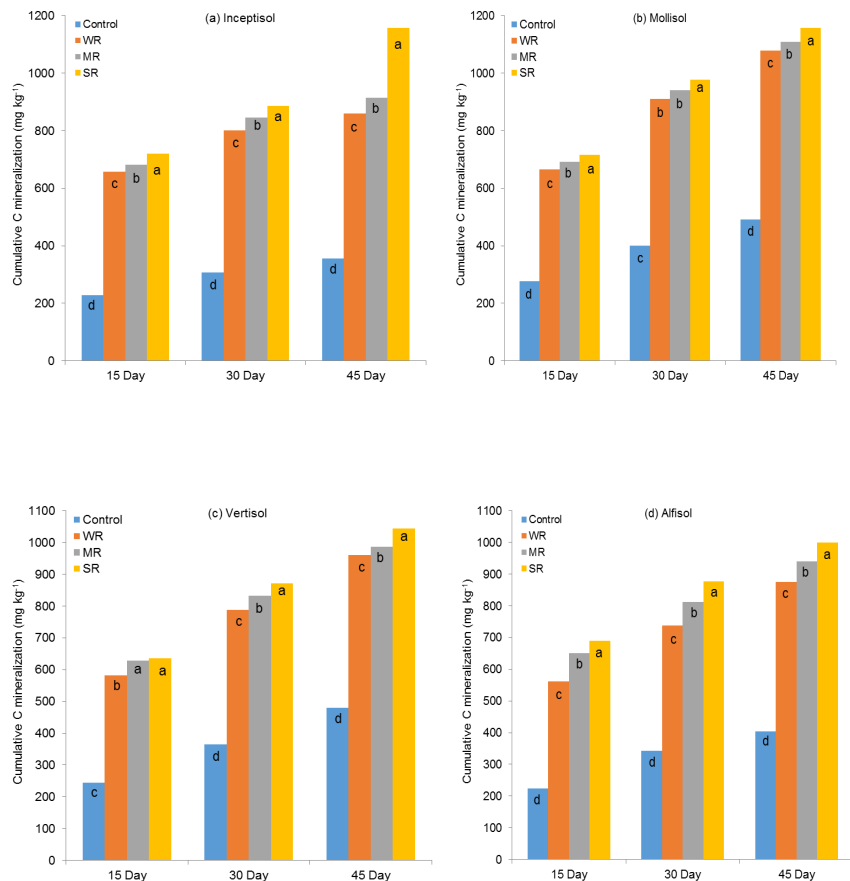 (a) Inceptisol
Control
WR
MR
SR
Cumulative C mineralization (mg kg⁻¹)
1200
1000
800
600
400
200
0
d c b a
d c b a
d c b a
15 Day 30 Day 45 Day
(b) Mollisol
Control
WR
MR
SR
Cumulative C mineralization (mg kg⁻¹)
1200
1000
800
600
400
200
0
d c b a
c b b a
d c b a
15 Day 30 Day 45 Day
(c) Vertisol
Control
WR
MR
SR
Cumulative C mineralization (mg kg⁻¹)
1100
1000
900
800
700
600
500
400
300
200
100
0
c b a a
d c b a
d c b a
15 Day 30 Day 45 Day
(d) Alfisol
Control
WR
MR
SR
Cumulative C mineralization (mg kg⁻¹)
1100
1000
900
800
700
600
500
400
300
200
100
0
d c b a
d c b a
d c b a
15 Day 30 Day 45 Day